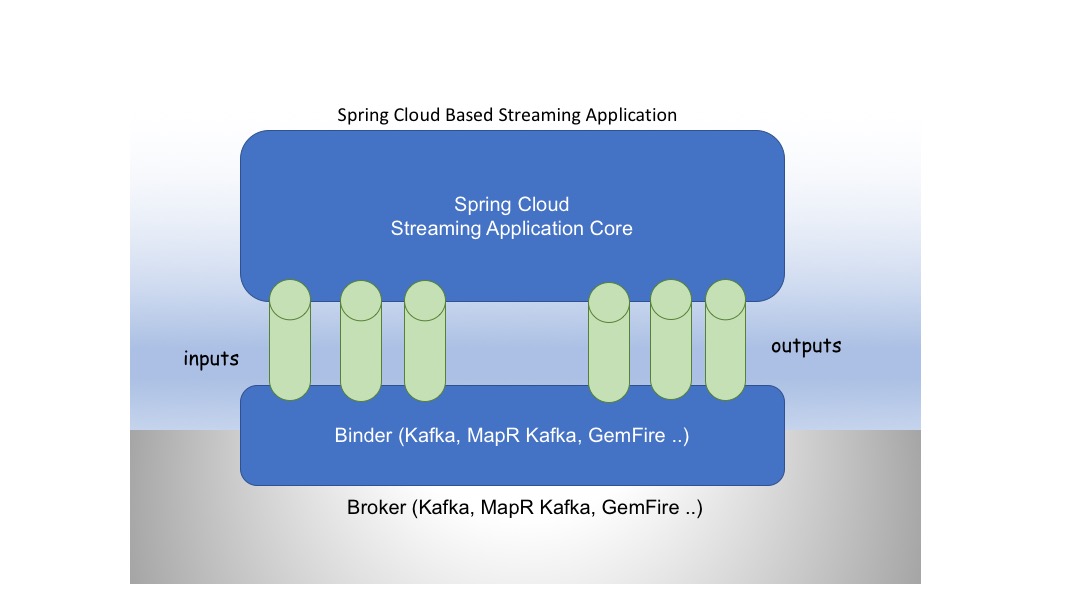 Spring Cloud Based Streaming Application
Spring Cloud
Streaming Application Core
inputs
outputs
Binder (Kafka, MapR Kafka, GemFire ..)
Broker (Kafka, MapR Kafka, GemFire ..)